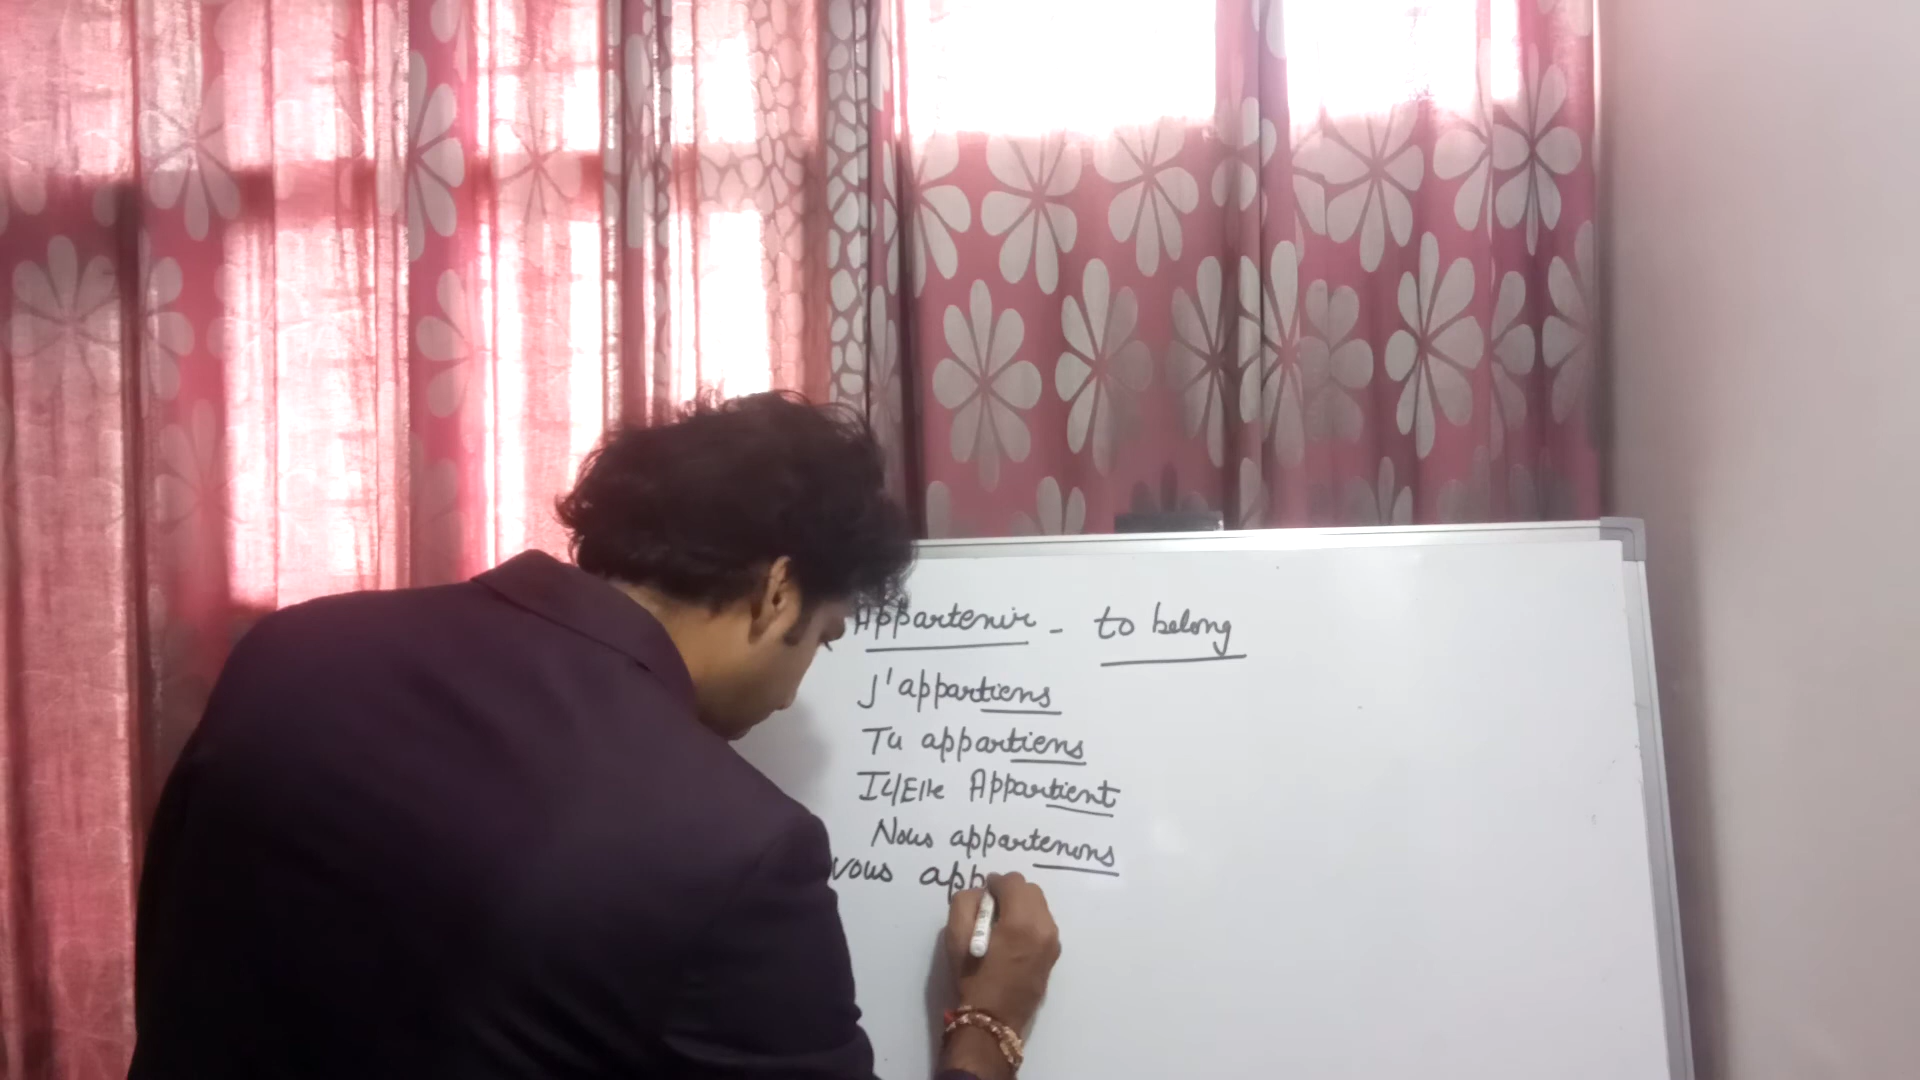 Appartenir - to belong
J'appartiens
Tu appartiens
Il/Elle Appartient
Nous appartenons
Vous app